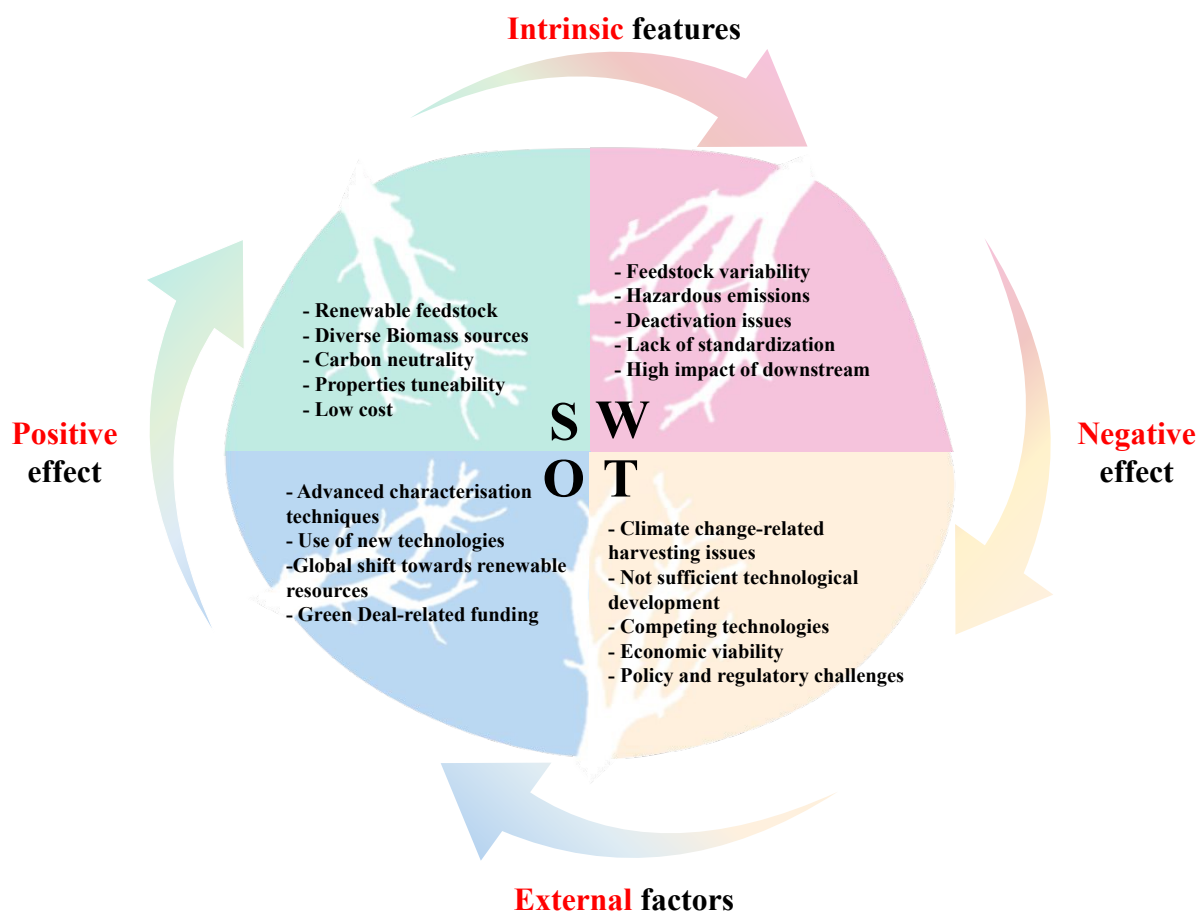 Intrinsic features
- Renewable feedstock
- Diverse Biomass sources
- Carbon neutrality
- Properties tuneability
- Low cost
- Feedstock variability
- Hazardous emissions
- Deactivation issues
- Lack of standardization
- High impact of downstream
S W
Positive
effect
Negative
effect
O T
- Advanced characterisation
techniques
- Use of new technologies
-Global shift towards renewable
resources
- Green Deal-related funding
- Climate change-related
harvesting issues
- Not sufficient technological
development
- Competing technologies
- Economic viability
- Policy and regulatory challenges
External factors